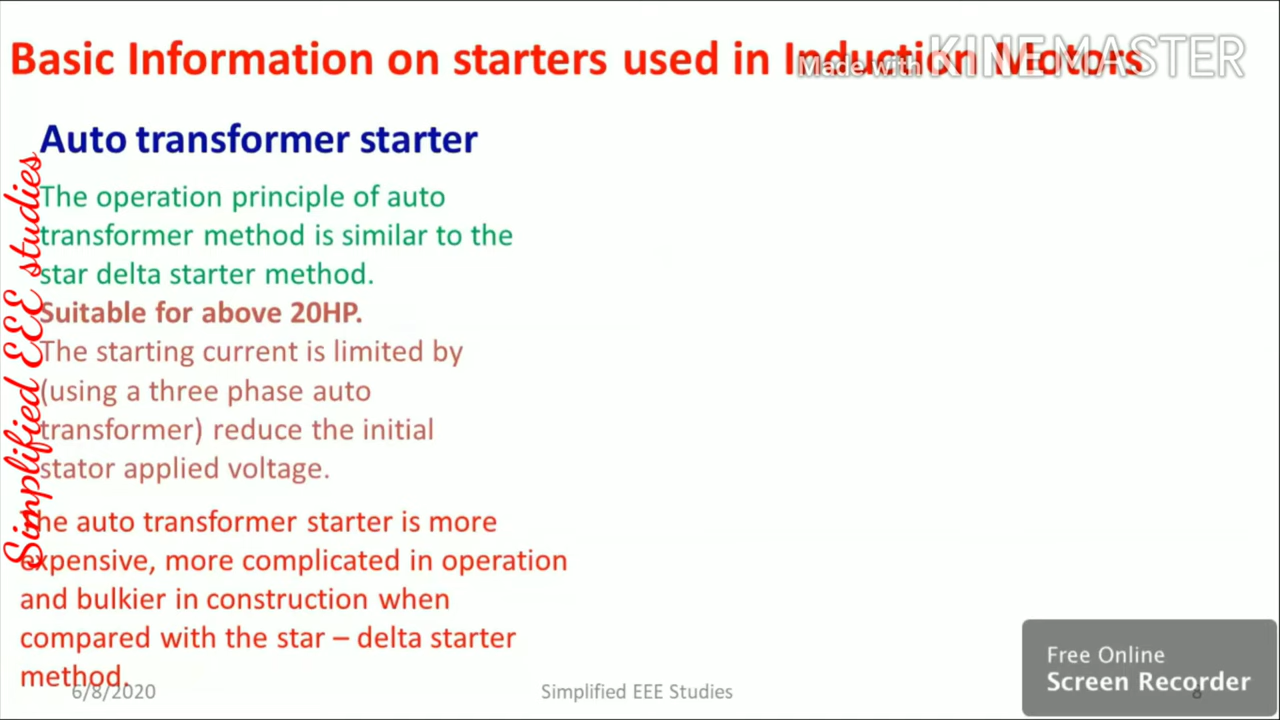 Basic Information on starters used in Induction Motors
Made with KINEMASTER
Auto transformer starter
The operation principle of auto
transformer method is similar to the
star delta starter method.
Suitable for above 20HP.
The starting current is limited by
(using a three phase auto
transformer) reduce the initial
stator applied voltage.
The auto transformer starter is more
expensive, more complicated in operation
and bulkier in construction when
compared with the star – delta starter
method.
Simplified EEE studies
6/8/2020
Simplified EEE Studies
8
Free Online
Screen Recorder